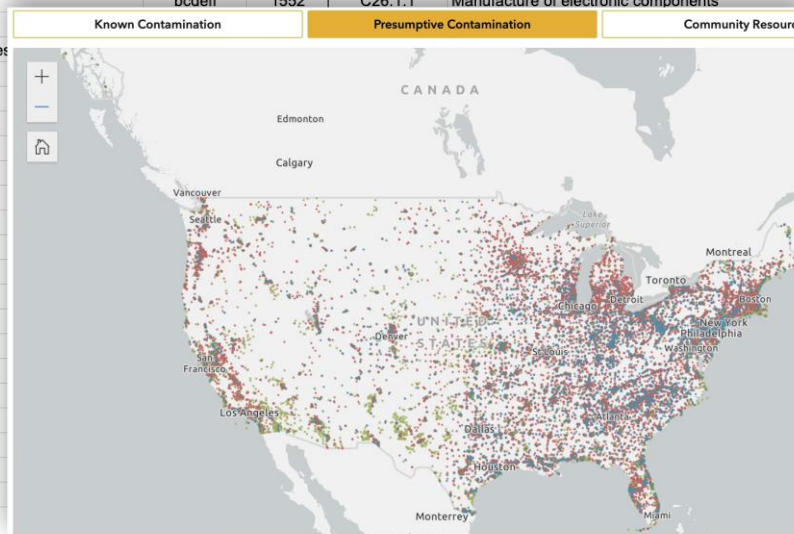 bcdefi 1552 C26.1.1 Manufacture of electronic components
Known Contamination Presumptive Contamination Community Resour
es
+
CANADA
−
Edmonton
Calgary
Vancouver
Lake
Superior
Seattle
Montreal
Toronto
Boston
Detroit
Chicago
New York
UNITED
Philadelphia
Denver
STATES
Washington
St Louis
San
Francisco
Atlanta
Los Angeles
Dallas
Houston
Monterrey
Miami